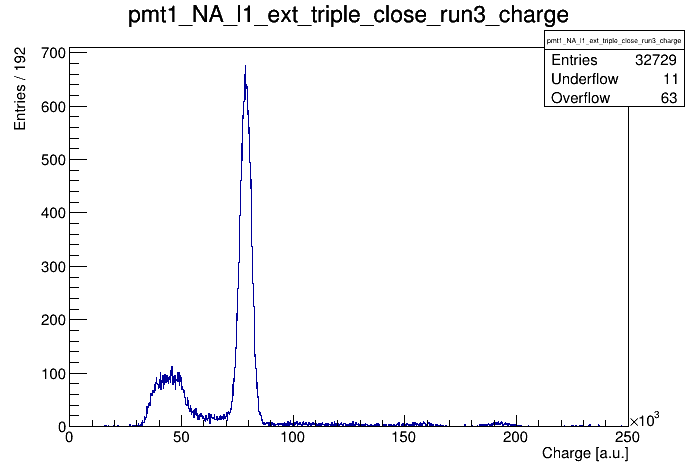 pmt1_NA_l1_ext_triple_close_run3_charge
pmt1_NA_l1_ext_triple_close_run3_charge
Entries 32729
Underflow 11
Overflow 63
Entries / 192
700
600
500
400
300
200
100
0
0 50 100 150 200 250
×10³
Charge [a.u.]